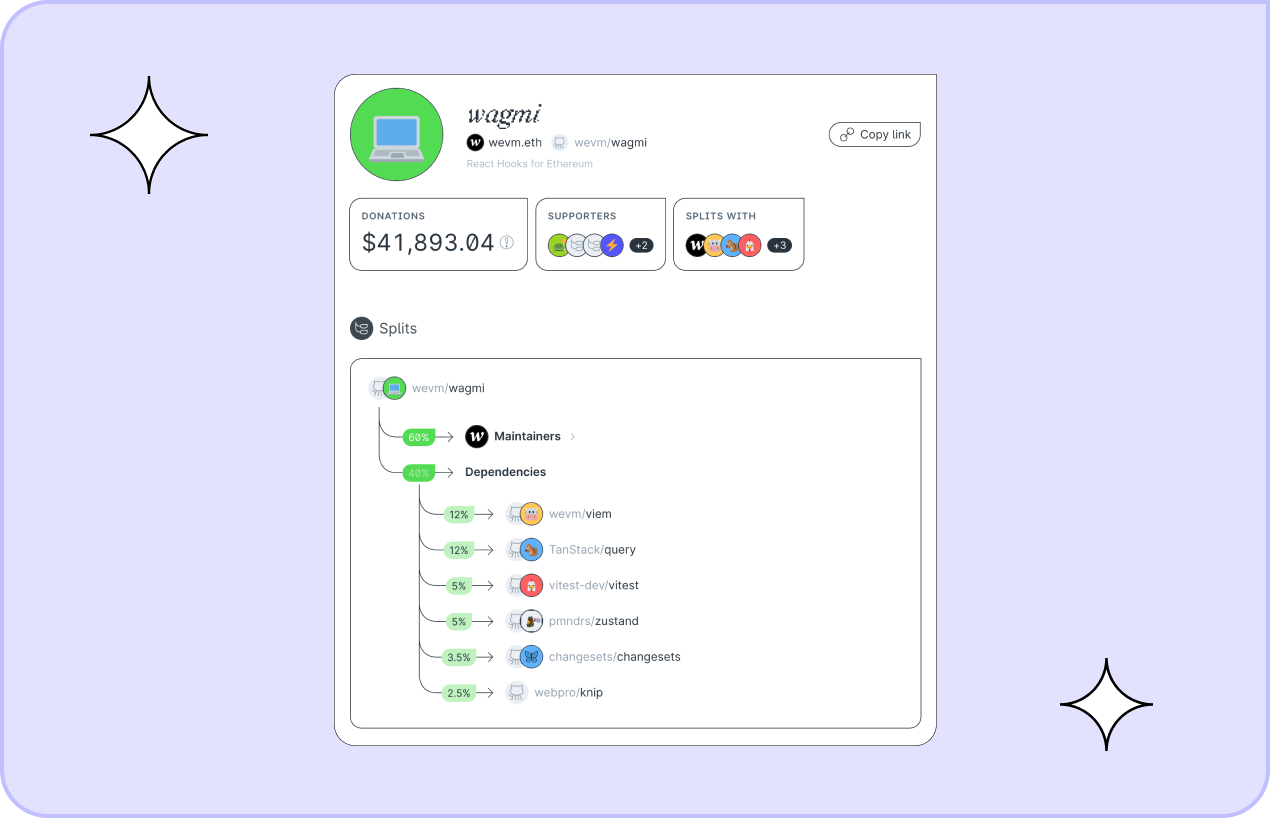 wagmi
wevm.eth wevm/wagmi
React Hooks for Ethereum
Copy link
DONATIONS
$41,893.04
SUPPORTERS
+2
SPLITS WITH
+3
Splits
wevm/wagmi
60% Maintainers
40% Dependencies
12% wevm/viem
12% TanStack/query
5% vitest-dev/vitest
5% pmndrs/zustand
3.5% changesets/changesets
2.5% webpro/knip